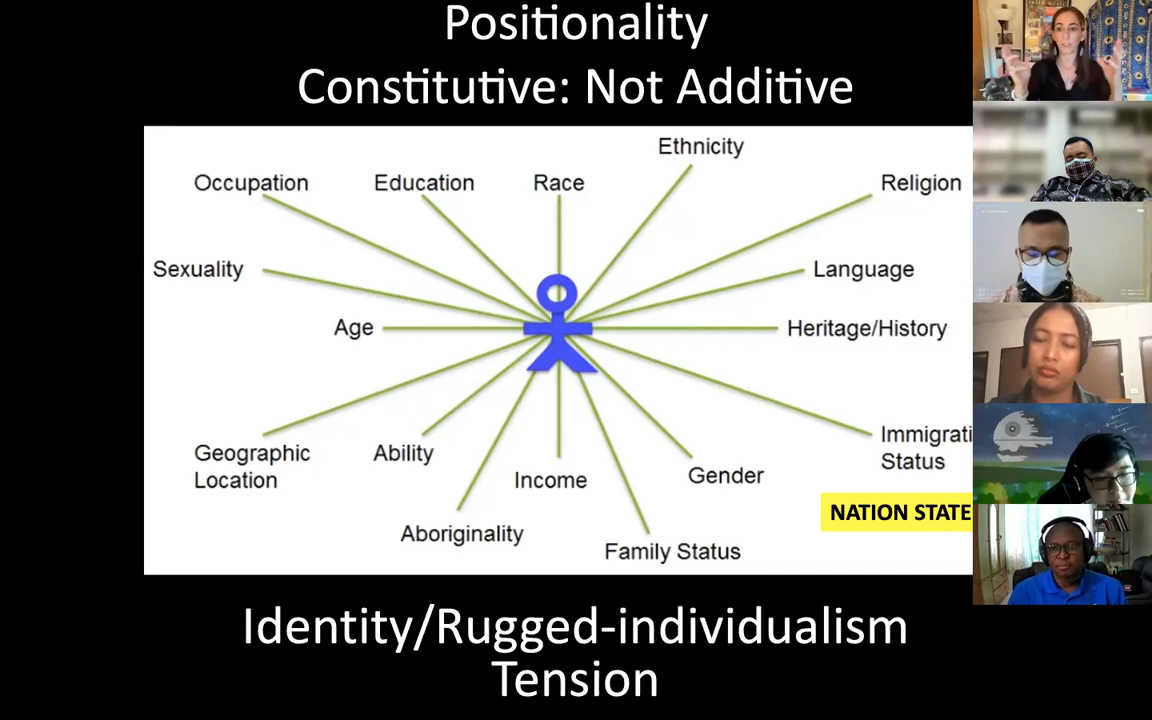 Positionality
Constitutive: Not Additive
Ethnicity
Occupation
Education
Race
Religion
Sexuality
Language
Age
Heritage/History
Geographic
Location
Ability
Income
Gender
Immigrati
Status
NATION STATE
Aboriginality
Family Status
Identity/Rugged-individualism
Tension